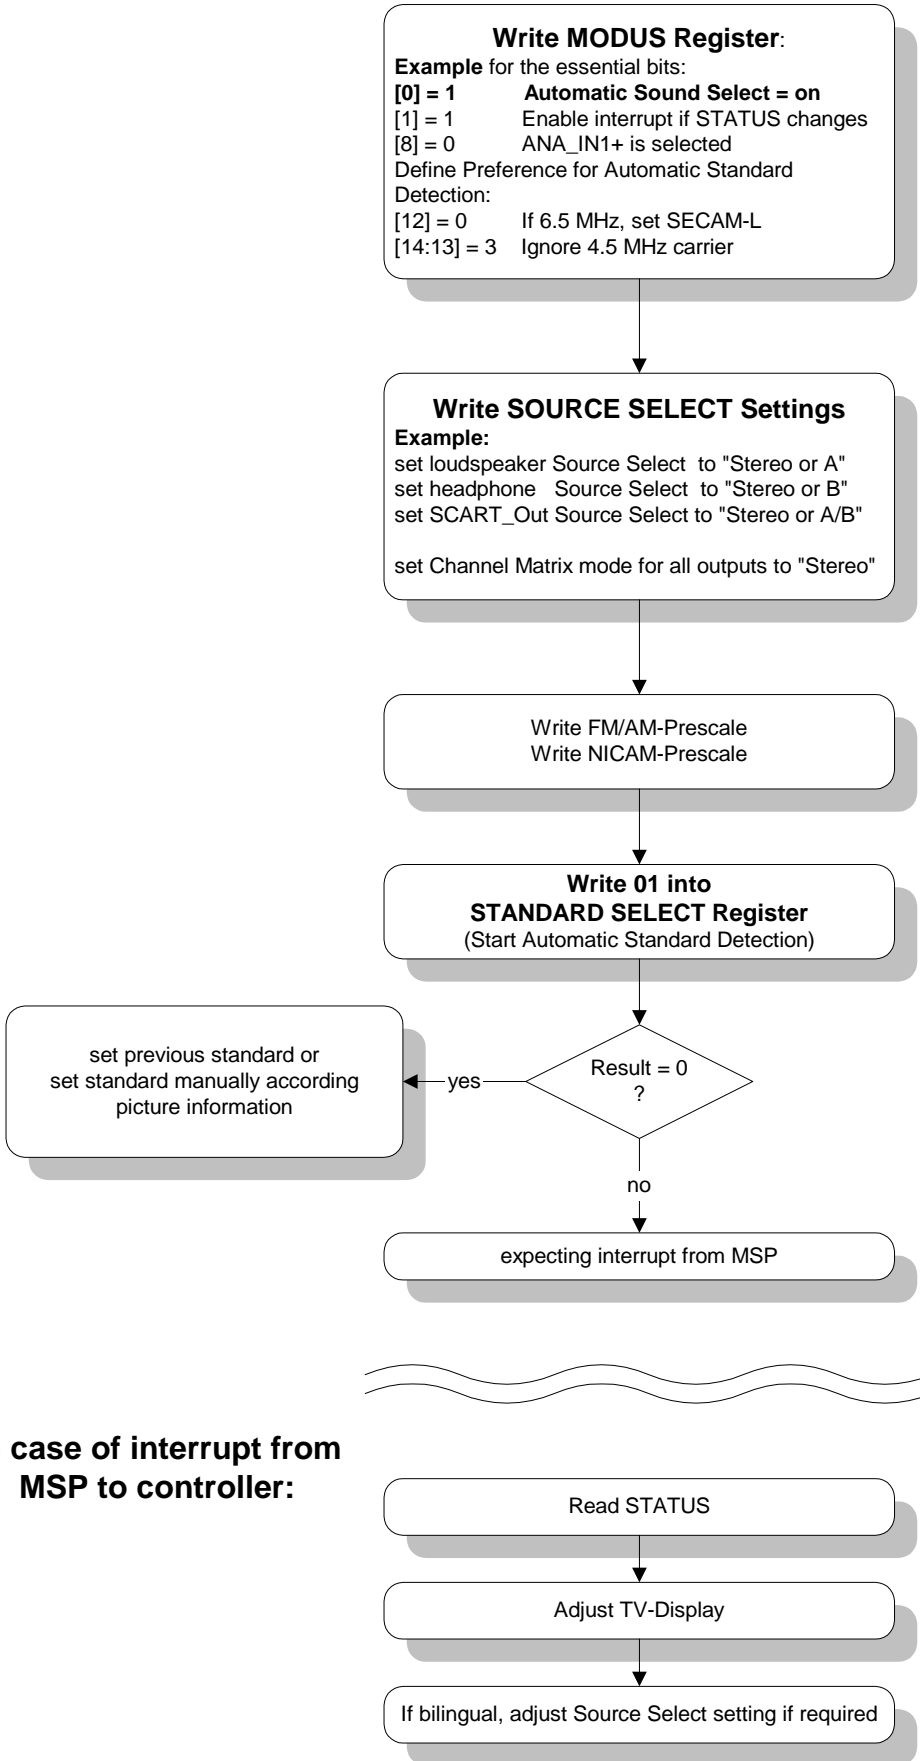 Write MODUS Register:
Example for the essential bits:
[0] = 1 Automatic Sound Select = on
[1] = 1 Enable interrupt if STATUS changes
[8] = 0 ANA_IN1+ is selected
Define Preference for Automatic Standard
Detection:
[12] = 0 If 6.5 MHz, set SECAM-L
[14:13] = 3 Ignore 4.5 MHz carrier
Write SOURCE SELECT Settings
Example:
set loudspeaker Source Select to "Stereo or A"
set headphone Source Select to "Stereo or B"
set SCART_Out Source Select to "Stereo or A/B"
set Channel Matrix mode for all outputs to "Stereo"
Write FM/AM-Prescale
Write NICAM-Prescale
Write 01 into
STANDARD SELECT Register
(Start Automatic Standard Detection)
set previous standard or
set standard manually according
picture information
yes
Result = 0
?
no
expecting interrupt from MSP
case of interrupt from
MSP to controller:
Read STATUS
Adjust TV-Display
If bilingual, adjust Source Select setting if required